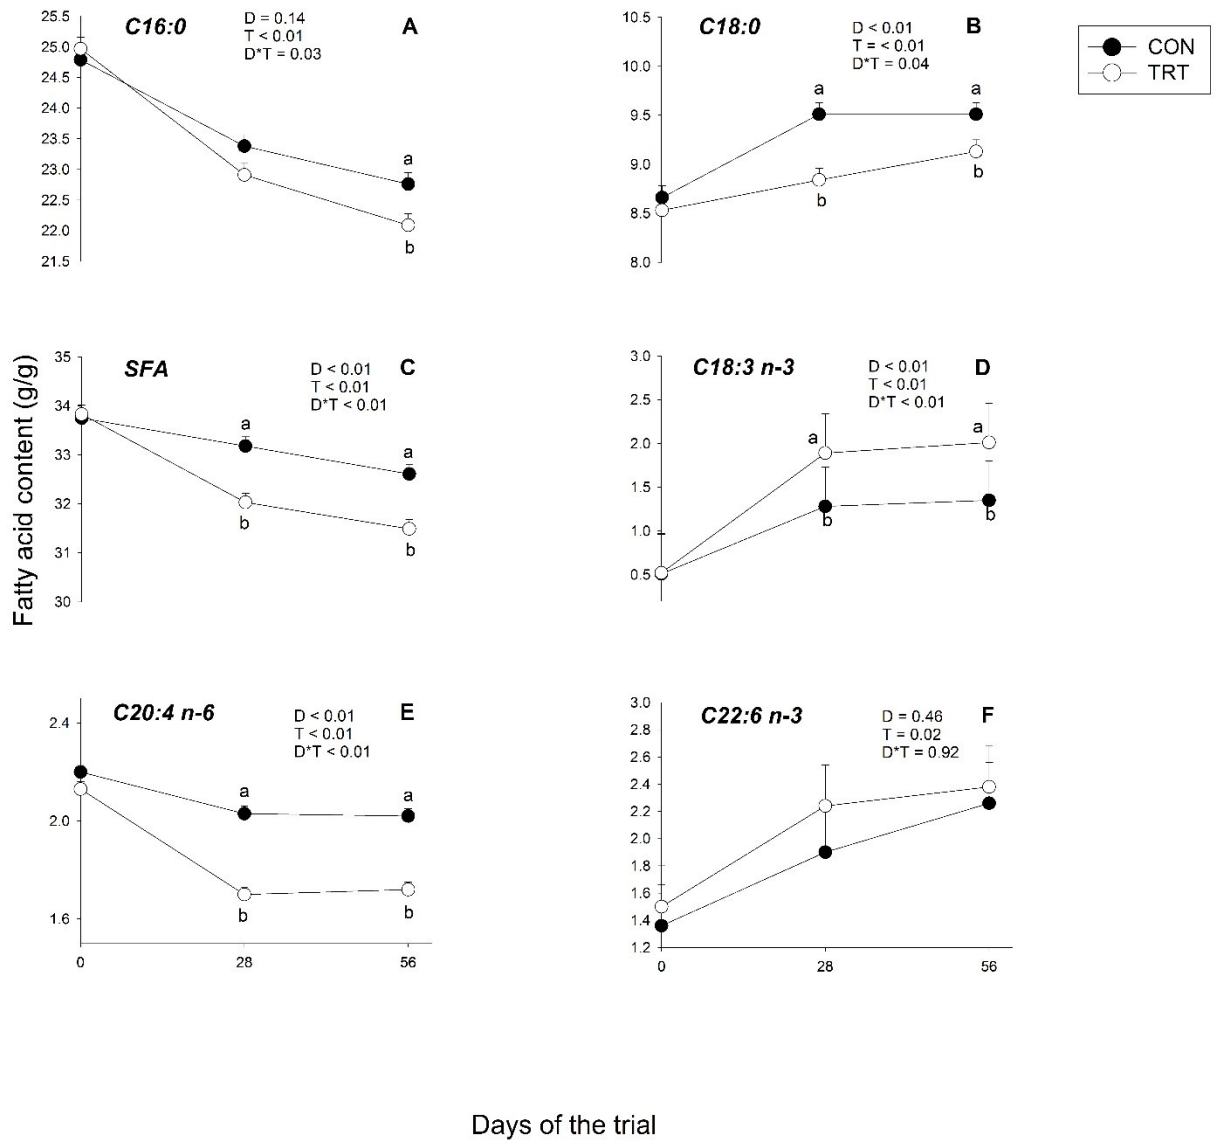 C16:0
D = 0.14
T < 0.01
D*T = 0.03
A
25.5
25.0
24.5
24.0
23.5
23.0
22.5
22.0
21.5
a
b
C18:0
D < 0.01
T = < 0.01
D*T = 0.04
B
10.5
10.0
9.5
9.0
8.5
8.0
a
a
b
b
CON
TRT
Fatty acid content (g/g)
SFA
D < 0.01
T < 0.01
D*T < 0.01
C
35
34
33
32
31
30
a
a
b
b
C18:3 n-3
D < 0.01
T < 0.01
D*T < 0.01
D
3.0
2.5
2.0
1.5
1.0
0.5
a
a
b
b
C20:4 n-6
D < 0.01
T < 0.01
D*T < 0.01
E
2.4
2.0
1.6
a
a
b
b
0
28
56
C22:6 n-3
D = 0.46
T = 0.02
D*T = 0.92
F
3.0
2.8
2.6
2.4
2.2
2.0
1.8
1.6
1.4
1.2
0
28
56
Days of the trial